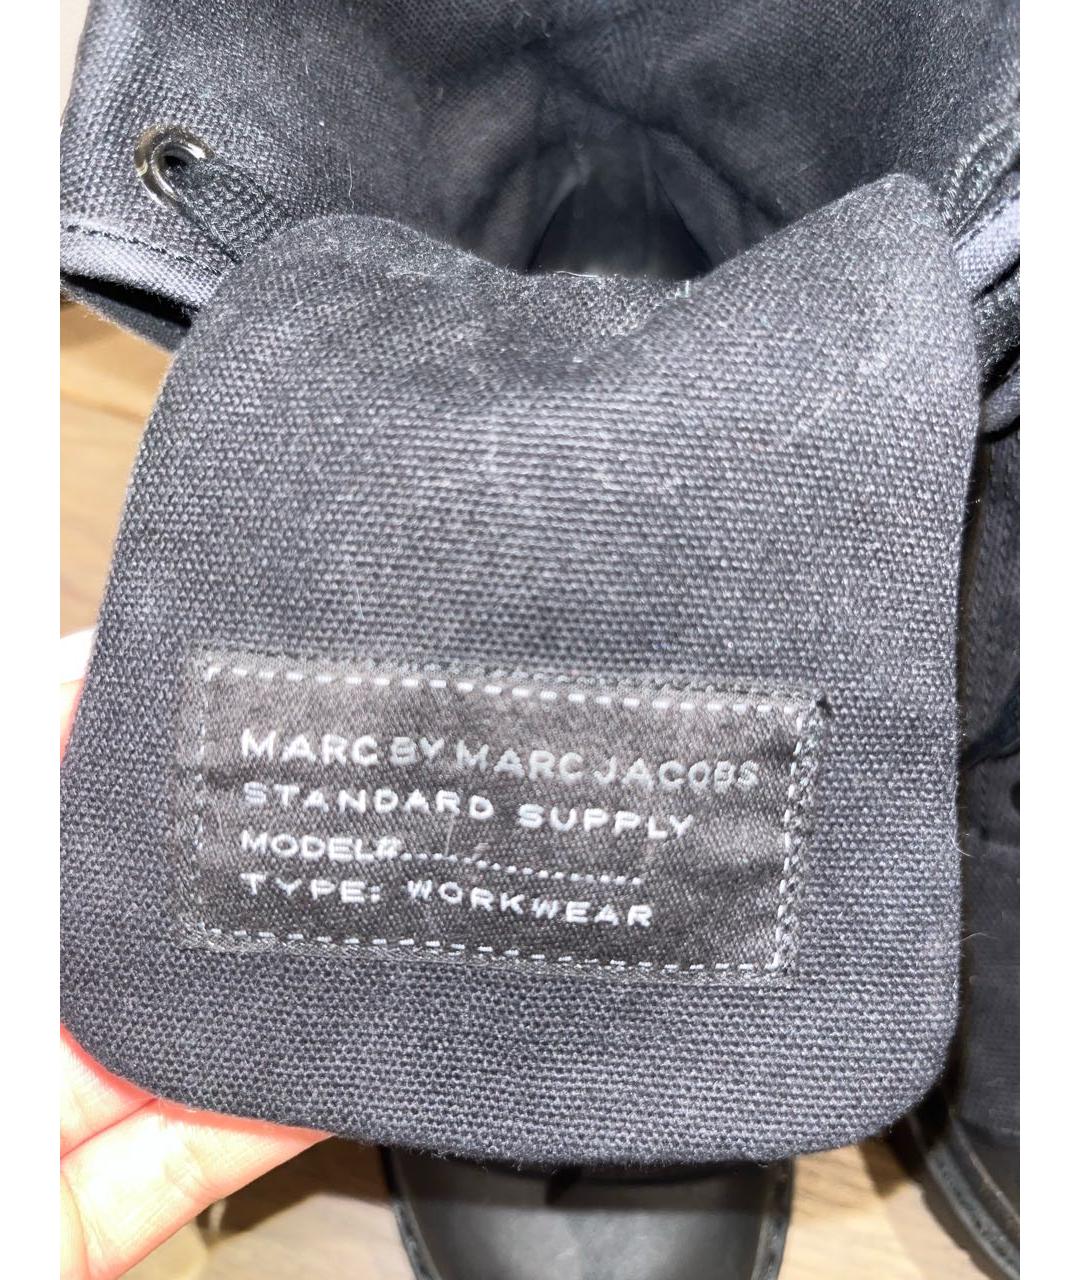 MARC BY MARC JACOBS
STANDARD SUPPLY
MODEL#....................
TYPE: WORKWEAR